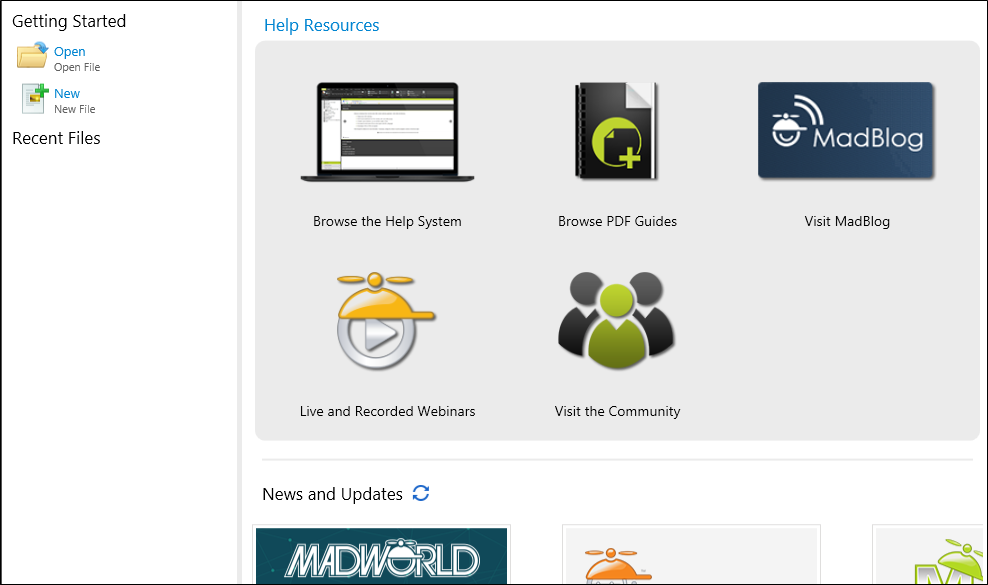 Getting Started
Open
Open File
New
New File
Recent Files
Help Resources
MadBlog
Browse the Help System
Browse PDF Guides
Visit MadBlog
Live and Recorded Webinars
Visit the Community
News and Updates
MADWORLD